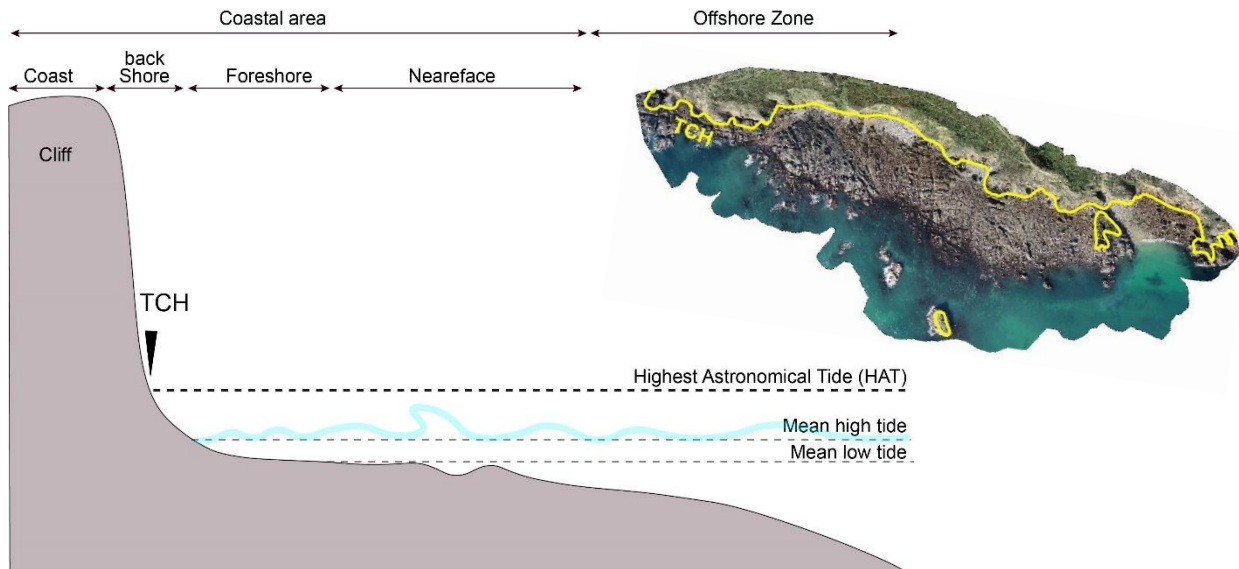 Coastal area
Offshore Zone
Coast
back
Shore
Foreshore
Neareface
Cliff
TCH
TCH
Highest Astronomical Tide (HAT)
Mean high tide
Mean low tide